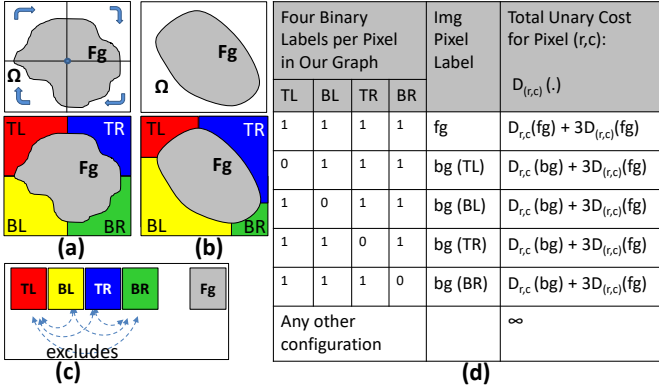 Fg
Ω
Fg
Ω
TL
TR
Fg
BL
BR
TL
TR
Fg
BL
BR
(a)
(b)
TL
BL
TR
BR
Fg
excludes
(c)
Four Binary
Labels per Pixel
in Our Graph
Img
Pixel
Label
Total Unary Cost
for Pixel (r,c):
D(r,c) (.)
TL BL TR BR
1 1 1 1 fg Dr,c(fg) + 3D(r,c)(fg)
0 1 1 1 bg (TL) Dr,c (bg) + 3D(r,c)(fg)
1 0 1 1 bg (BL) Dr,c (bg) + 3D(r,c)(fg)
1 1 0 1 bg (TR) Dr,c (bg) + 3D(r,c)(fg)
1 1 1 0 bg (BR) Dr,c (bg) + 3D(r,c)(fg)
Any other
configuration
∞
(d)